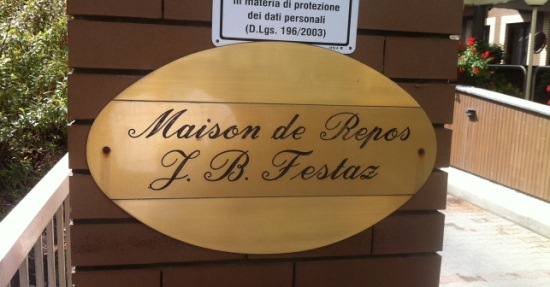 in materia di protezione
dei dati personali
(D.Lgs. 196/2003)
Maison de Repos
J. B. Festaz